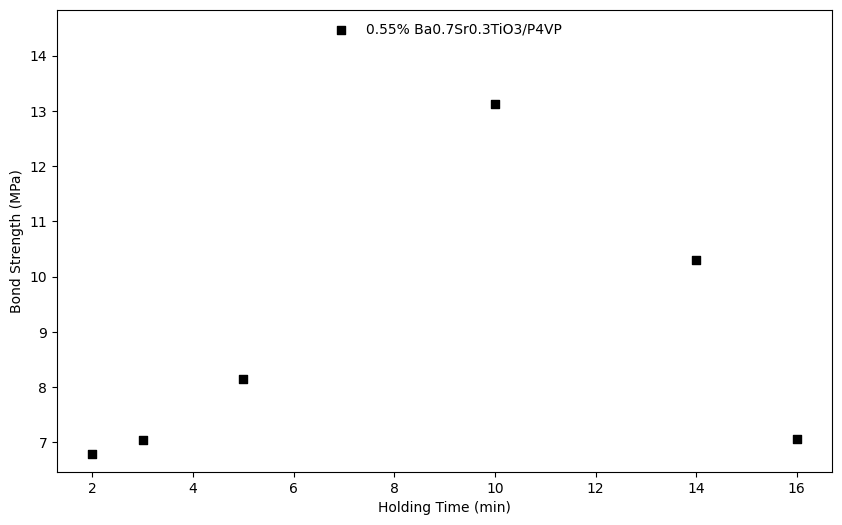 0.55% Ba0.7Sr0.3TiO3/P4VP
14
13
12
11
10
9
8
7
Bond Strength (MPa)
2 4 6 8 10 12 14 16
Holding Time (min)